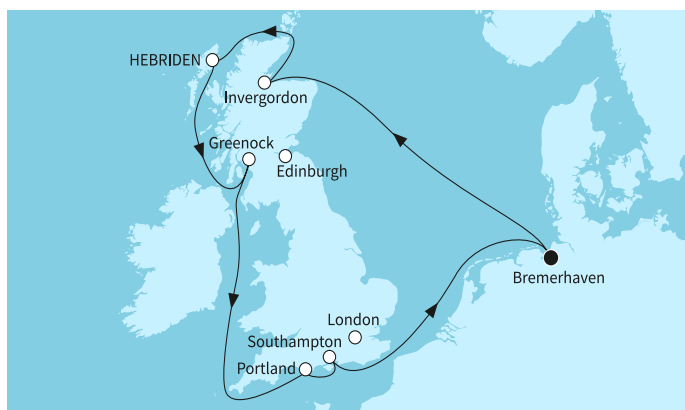 HEBRIDEN
Invergordon
Greenock
Edinburgh
Bremerhaven
London
Southampton
Portland